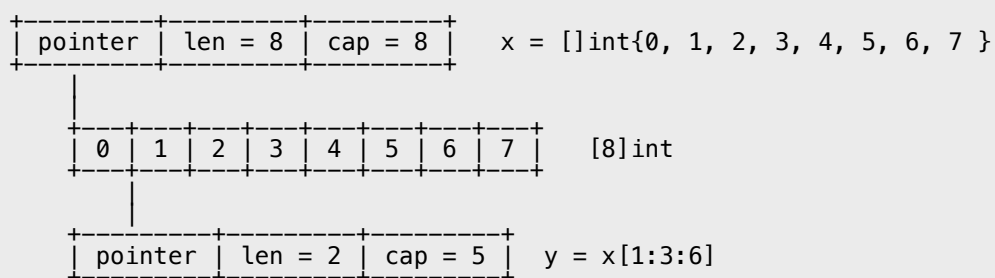 pointer | len = 8 | cap = 8 | x = []int{0, 1, 2, 3, 4, 5, 6, 7 }
0 | 1 | 2 | 3 | 4 | 5 | 6 | 7 | [8]int
pointer | len = 2 | cap = 5 | y = x[1:3:6]